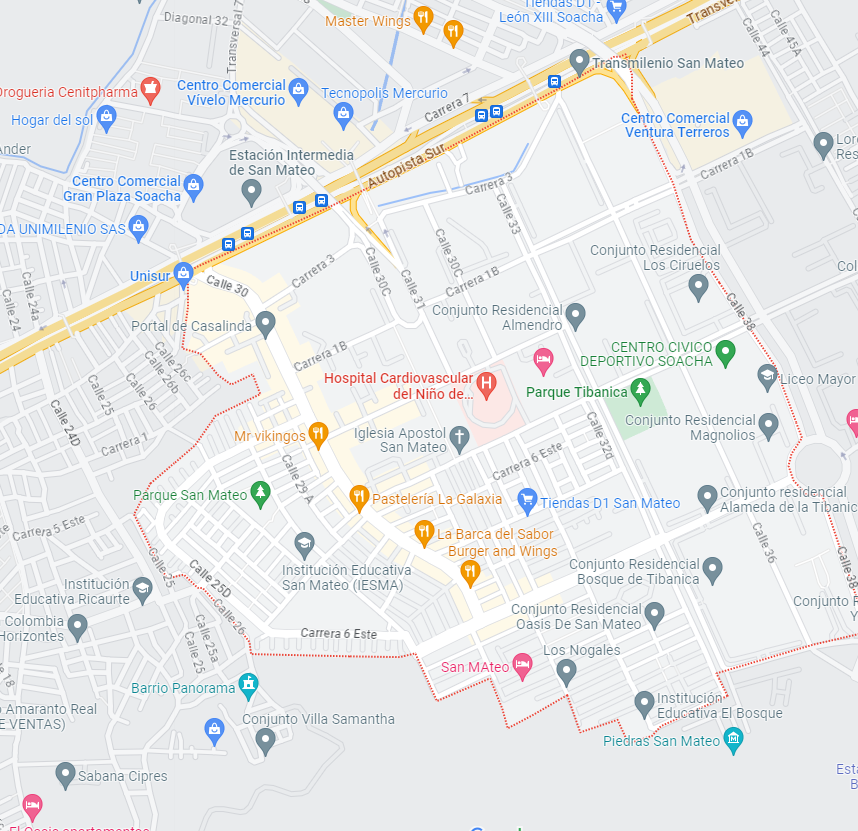 Diagonal 32
Transversal 7
Master Wings
Tiendas D1 -
León XIII Soacha
Transv
Calle 44
Calle 45A
Transmilenio San Mateo
Drogueria Cenitpharma
Centro Comercial
Vívelo Mercurio
Tecnopolis Mercurio
Carrera 7
Hogar del sol
Centro Comercial
Ventura Terreros
Ander
Estación Intermedia
de San Mateo
Autopista Sur
Carrera 1B
Centro Comercial
Gran Plaza Soacha
Carrera 3
Calle 33
DA UNIMILENIO SAS
Calle 30C
Conjunto Residencial
Los Ciruelos
Unisur
Calle 30
Carrera 3
Calle 30C
Calle 31
Carrera 1B
Calle 24a
Calle 24
Calle 38
Portal de Casalinda
Conjunto Residencial
Almendro
Carrera 1B
CENTRO CIVICO
DEPORTIVO SOACHA
Calle 26c
Calle 26b
Calle 26
Calle 25
Hospital Cardiovascular
del Niño de...
Parque Tibanica
Liceo Mayor
Calle 24D
Carrera 1
Mr vikingos
Iglesia Apostol
San Mateo
Calle 32d
Conjunto Residencial
Magnolios
Carrera 6 Este
Calle 29 A
Parque San Mateo
Pastelería La Galaxia
Tiendas D1 San Mateo
Conjunto residencial
Alameda de la Tibanic
Carrera 5 Este
La Barca del Sabor
Burger and Wings
Calle 36
Calle 25
Calle 25D
Institución Educativa
San Mateo (IESMA)
Conjunto Residencial
Bosque de Tibanica
Calle 38
Institución
Educativa Ricaurte
Calle 26
Conjunto R
Y
Colombia
Horizontes
Calle 25a
Calle 25
Carrera 6 Este
Conjunto Residencial
Oasis De San Mateo
San MAteo
Los Nogales
Barrio Panorama
Amaranto Real
E VENTAS)
Conjunto Villa Samantha
Institución
Educativa El Bosque
Piedras San Mateo
Sabana Cipres